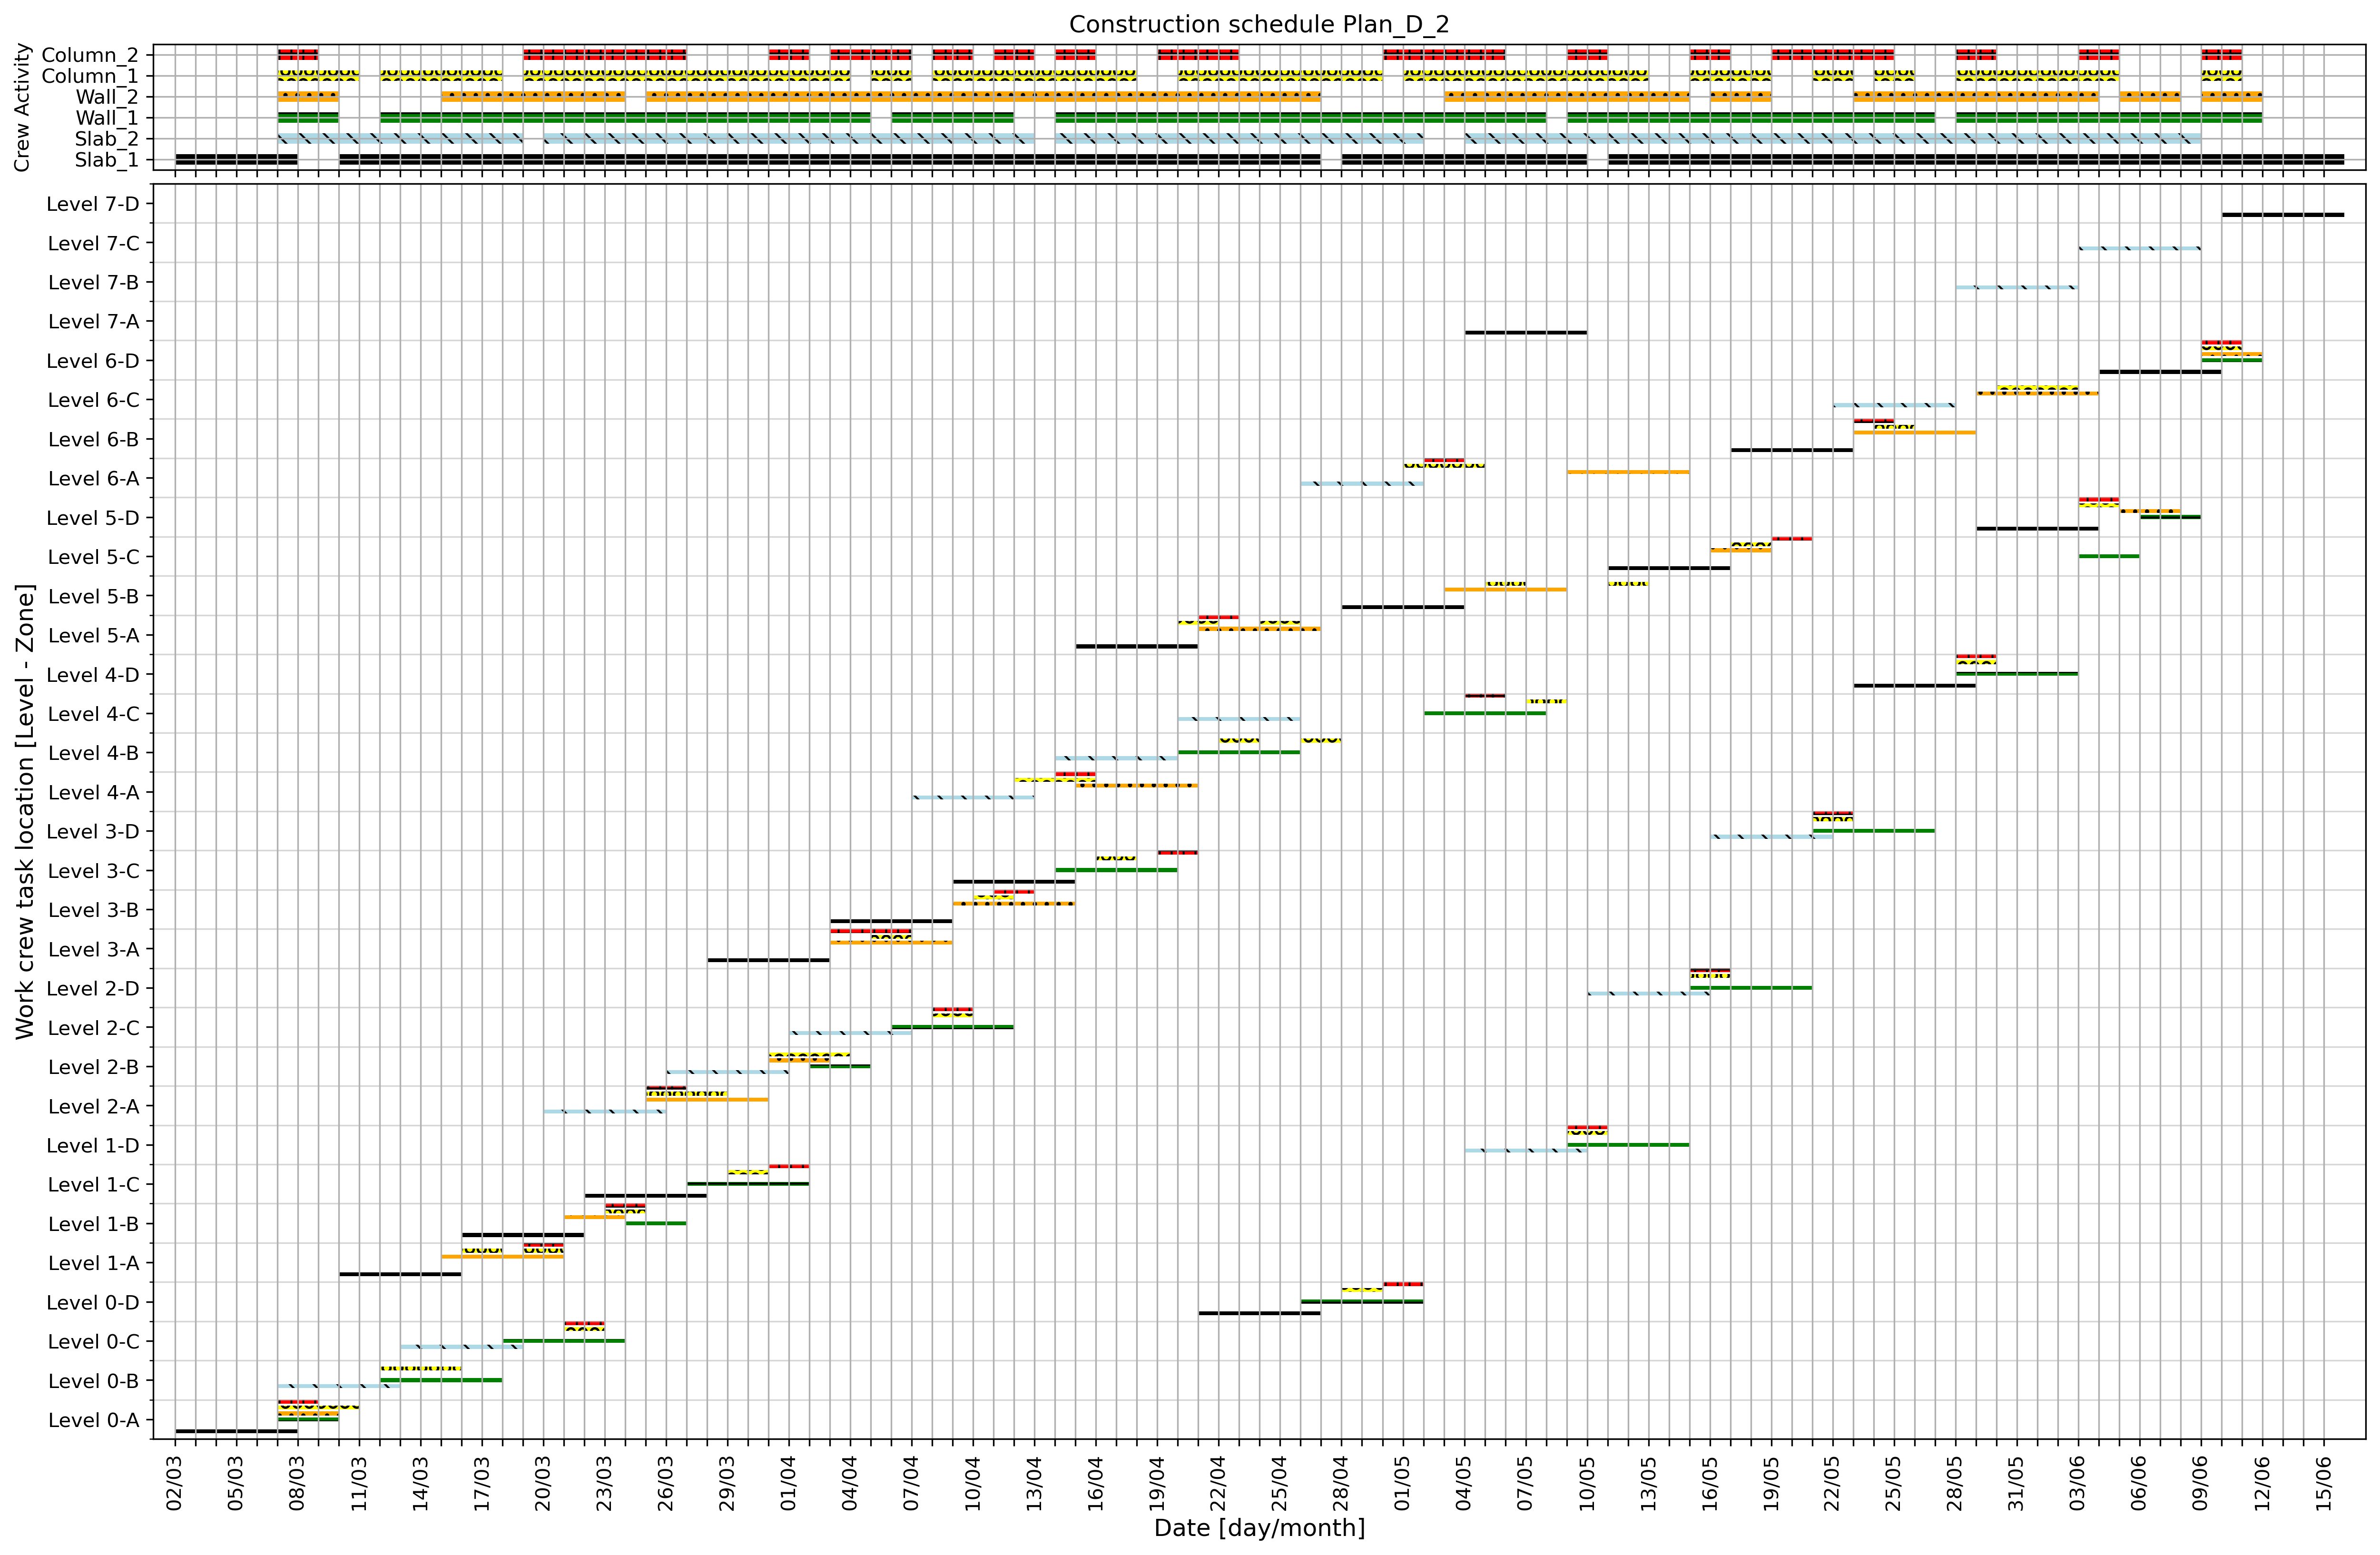 Construction schedule Plan_D_2
Crew Activity
Column_2
Column_1
Wall_2
Wall_1
Slab_2
Slab_1
Work crew task location [Level - Zone]
Level 7-D
Level 7-C
Level 7-B
Level 7-A
Level 6-D
Level 6-C
Level 6-B
Level 6-A
Level 5-D
Level 5-C
Level 5-B
Level 5-A
Level 4-D
Level 4-C
Level 4-B
Level 4-A
Level 3-D
Level 3-C
Level 3-B
Level 3-A
Level 2-D
Level 2-C
Level 2-B
Level 2-A
Level 1-D
Level 1-C
Level 1-B
Level 1-A
Level 0-D
Level 0-C
Level 0-B
Level 0-A
02/03 05/03 08/03 11/03 14/03 17/03 20/03 23/03 26/03 29/03 01/04 04/04 07/04 10/04 13/04 16/04 19/04 22/04 25/04 28/04 01/05 04/05 07/05 10/05 13/05 16/05 19/05 22/05 25/05 28/05 31/05 03/06 06/06 09/06 12/06 15/06
Date [day/month]